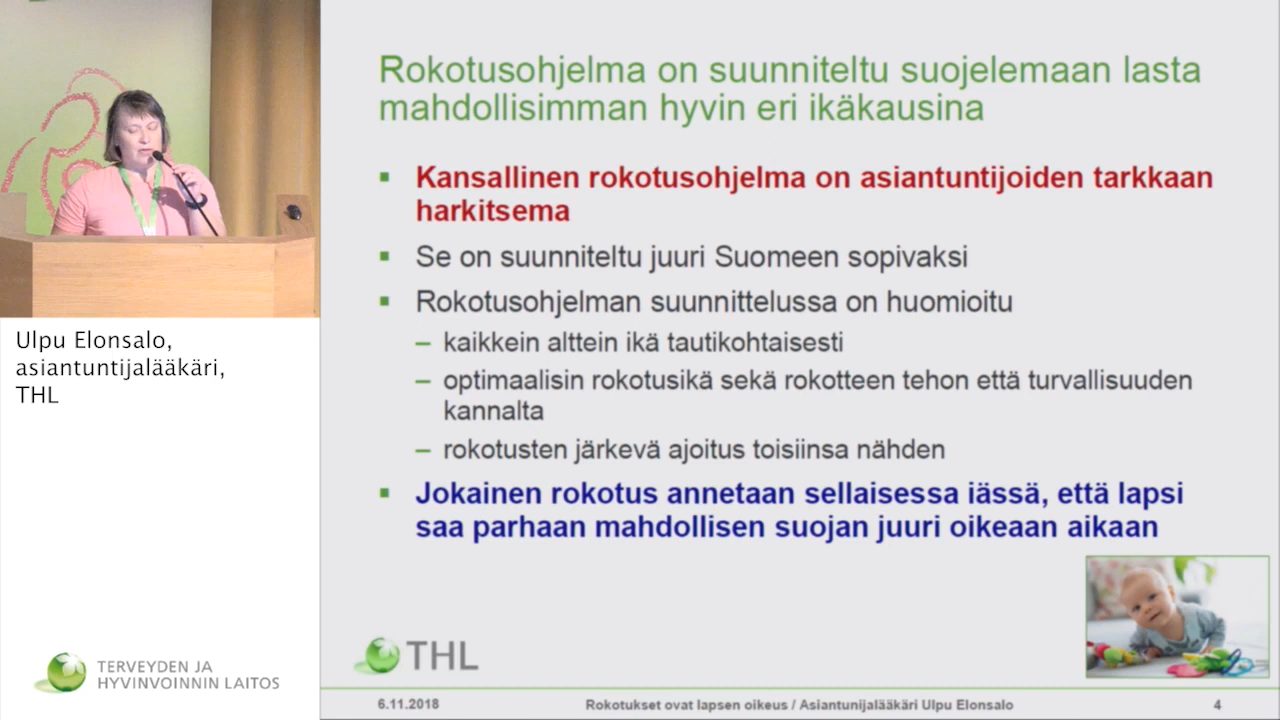 Rokotusohjelma on suunniteltu suojelemaan lasta
mahdollisimman hyvin eri ikäkausina
Kansallinen rokotusohjelma on asiantuntijoiden tarkkaan
harkitsema
Se on suunniteltu juuri Suomeen sopivaksi
Rokotusohjelman suunnittelussa on huomioitu
– kaikkein alttein ikä tautikohtaisesti
– optimaalisin rokotusikä sekä rokotteen tehon että turvallisuuden
kannalta
– rokotusten järkevä ajoitus toisiinsa nähden
Jokainen rokotus annetaan sellaisessa iässä, että lapsi
saa parhaan mahdollisen suojan juuri oikeaan aikaan
THL
6.11.2018
Rokotukset ovat lapsen oikeus / Asiantunijalääkäri Ulpu Elonsalo
4
Ulpu Elonsalo,
asiantuntijalääkäri,
THL
TERVEYDEN JA
HYVINVOINNIN LAITOS